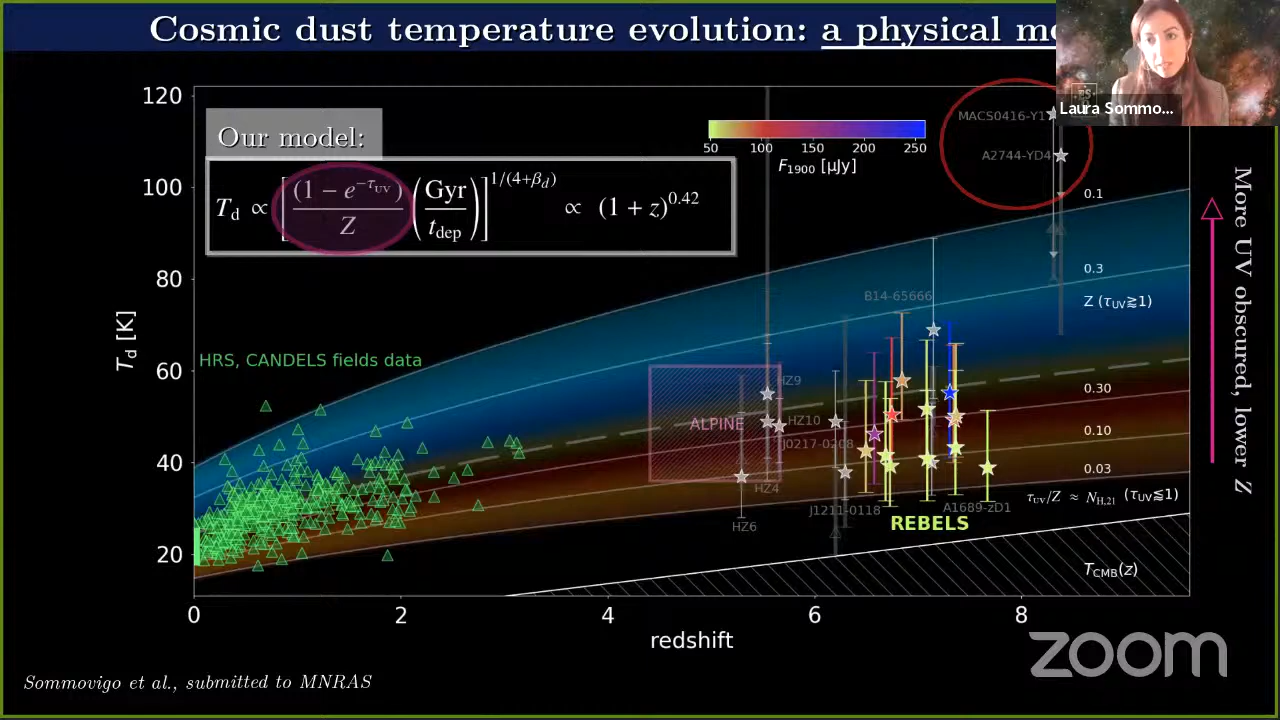 Cosmic dust temperature evolution: a physical mo
Laura Sommo...
Our model:
T_d ∝ [(1 − e^{−τ_UV})/Z (Gyr/t_dep)]^{1/(4+β_d)} ∝ (1 + z)^{0.42}
50 100 150 200 250
F_1900 [μJy]
MACS0416-Y1
A2744-YD4
120
100
80
60
40
20
T_d [K]
HRS, CANDELS fields data
ALPINE
HZ9
HZ10
J0217-0208
HZ4
HZ6
B14-65666
J1211-0118
REBELS
A1689-zD1
0.1
0.3
Z (τ_UV≳1)
0.30
0.10
0.03
τ_UV/Z ≈ N_H,21 (τ_UV≲1)
T_CMB(z)
0 2 4 6 8
redshift
More UV obscured, lower Z
zoom
Sommovigo et al., submitted to MNRAS